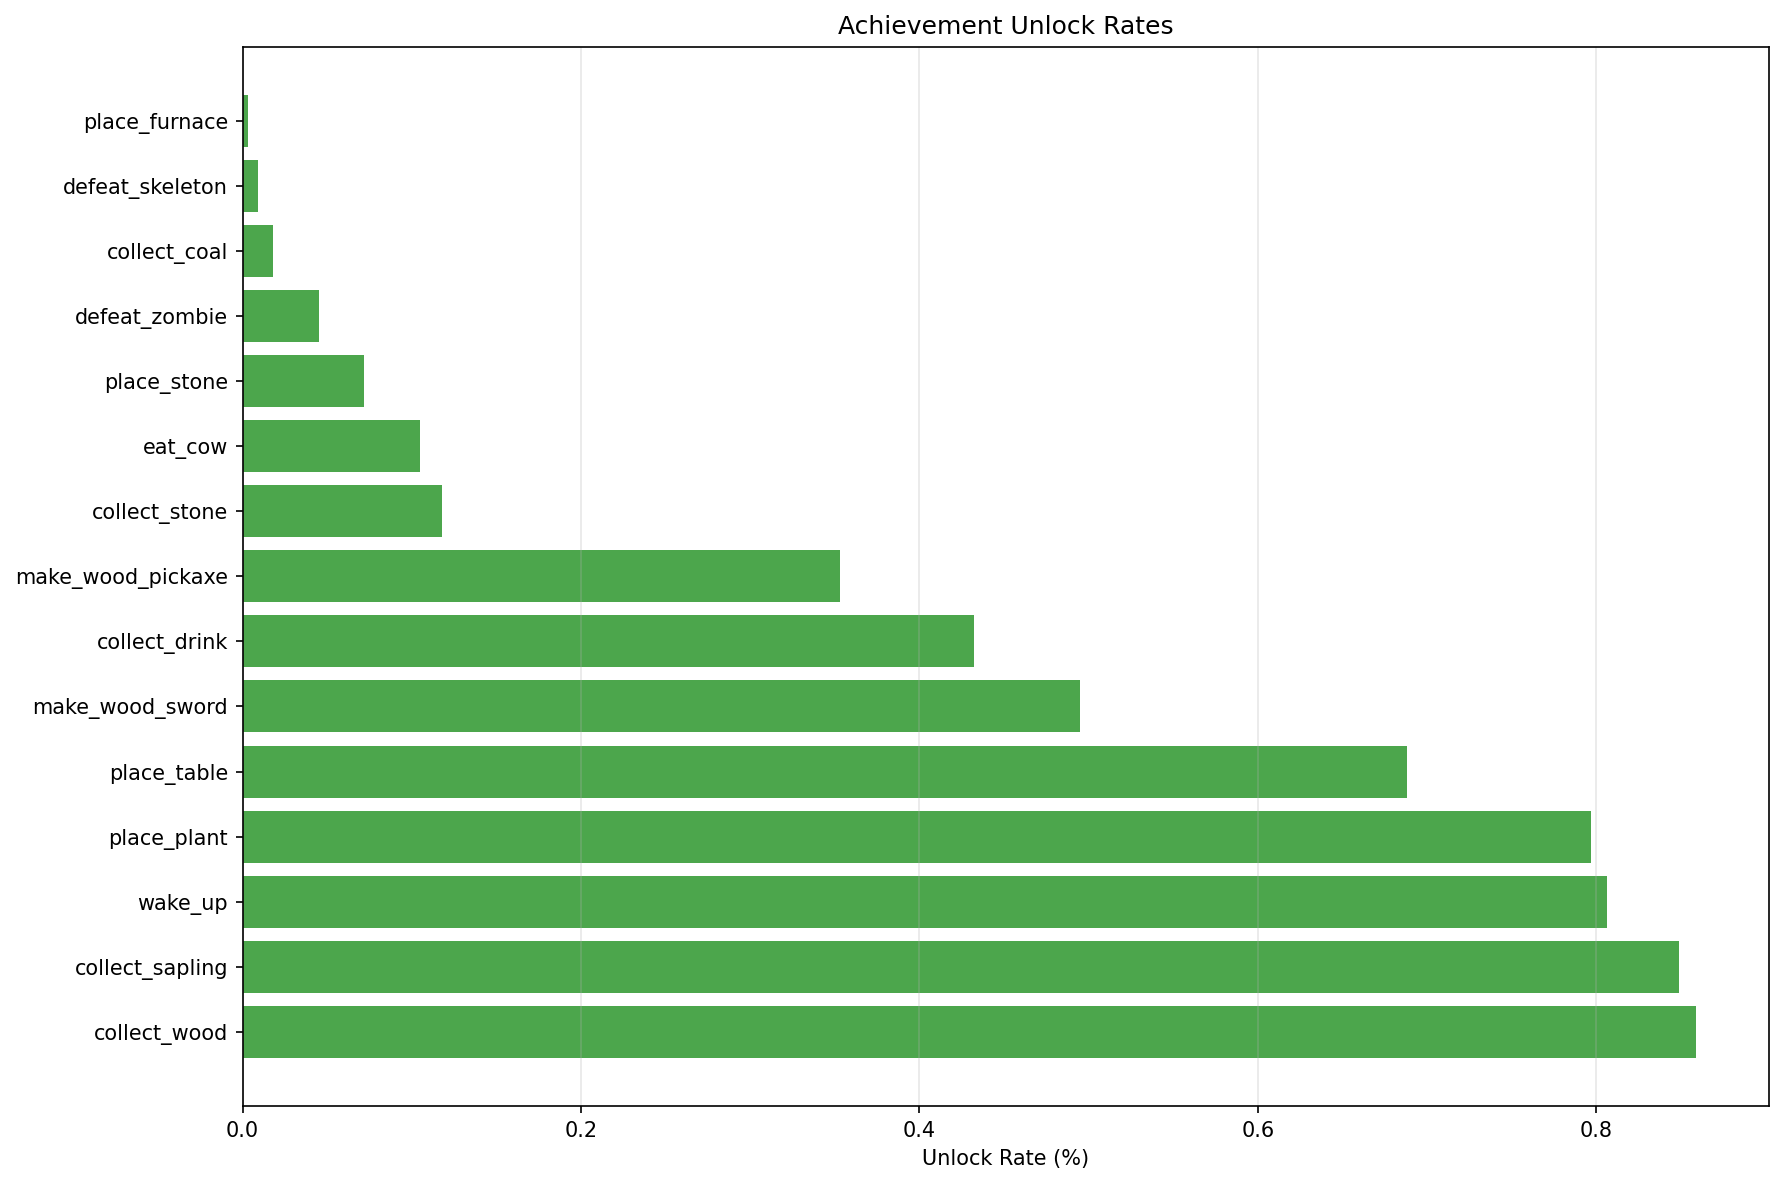 Achievement Unlock Rates
place_furnace
defeat_skeleton
collect_coal
defeat_zombie
place_stone
eat_cow
collect_stone
make_wood_pickaxe
collect_drink
make_wood_sword
place_table
place_plant
wake_up
collect_sapling
collect_wood
0.0 0.2 0.4 0.6 0.8
Unlock Rate (%)